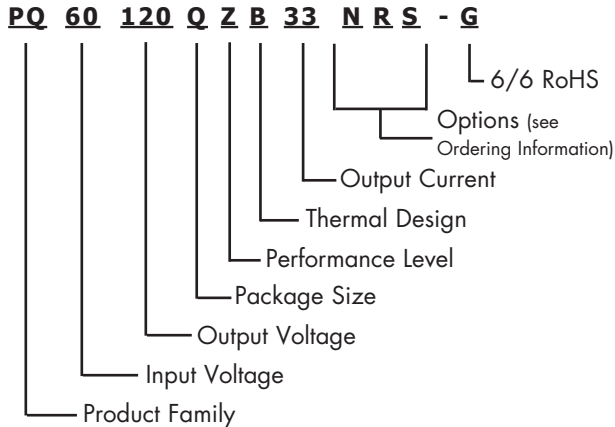 PQ 60 120 Q Z B 33 N R S - G
6/6 RoHS
Options (see
Ordering Information)
Output Current
Thermal Design
Performance Level
Package Size
Output Voltage
Input Voltage
Product Family